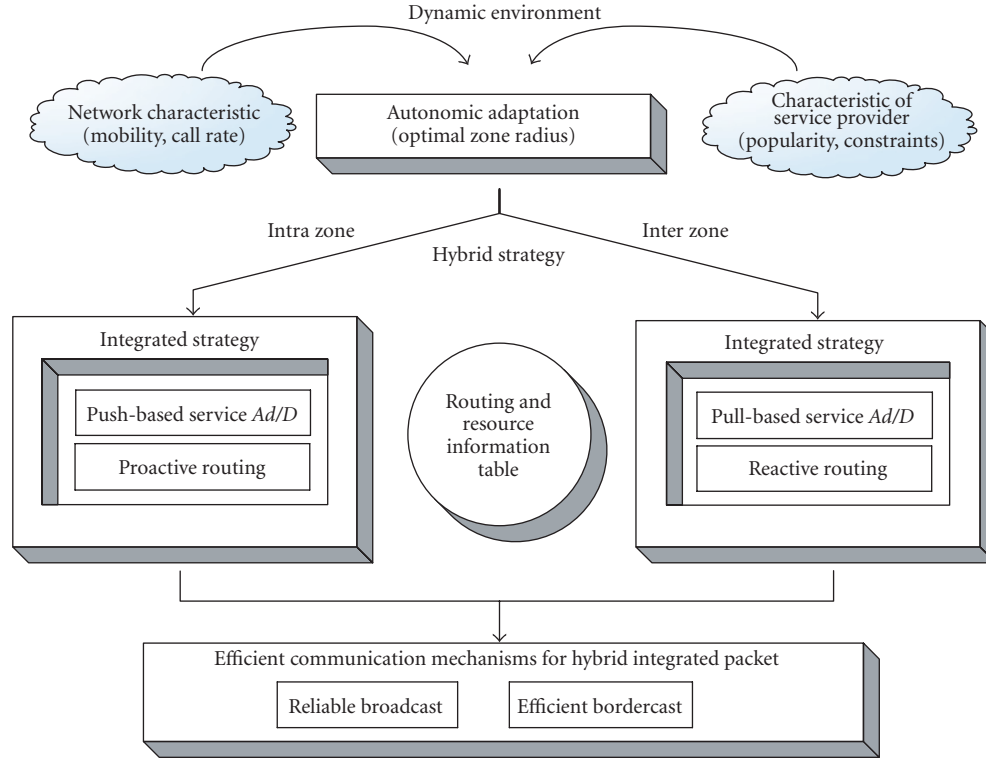 Dynamic environment
Network characteristic
(mobility, call rate)
Autonomic adaptation
(optimal zone radius)
Characteristic of
service provider
(popularity, constraints)
Intra zone
Inter zone
Hybrid strategy
Integrated strategy
Push-based service Ad/D
Proactive routing
Routing and
resource
information
table
Integrated strategy
Pull-based service Ad/D
Reactive routing
Efficient communication mechanisms for hybrid integrated packet
Reliable broadcast
Efficient bordercast